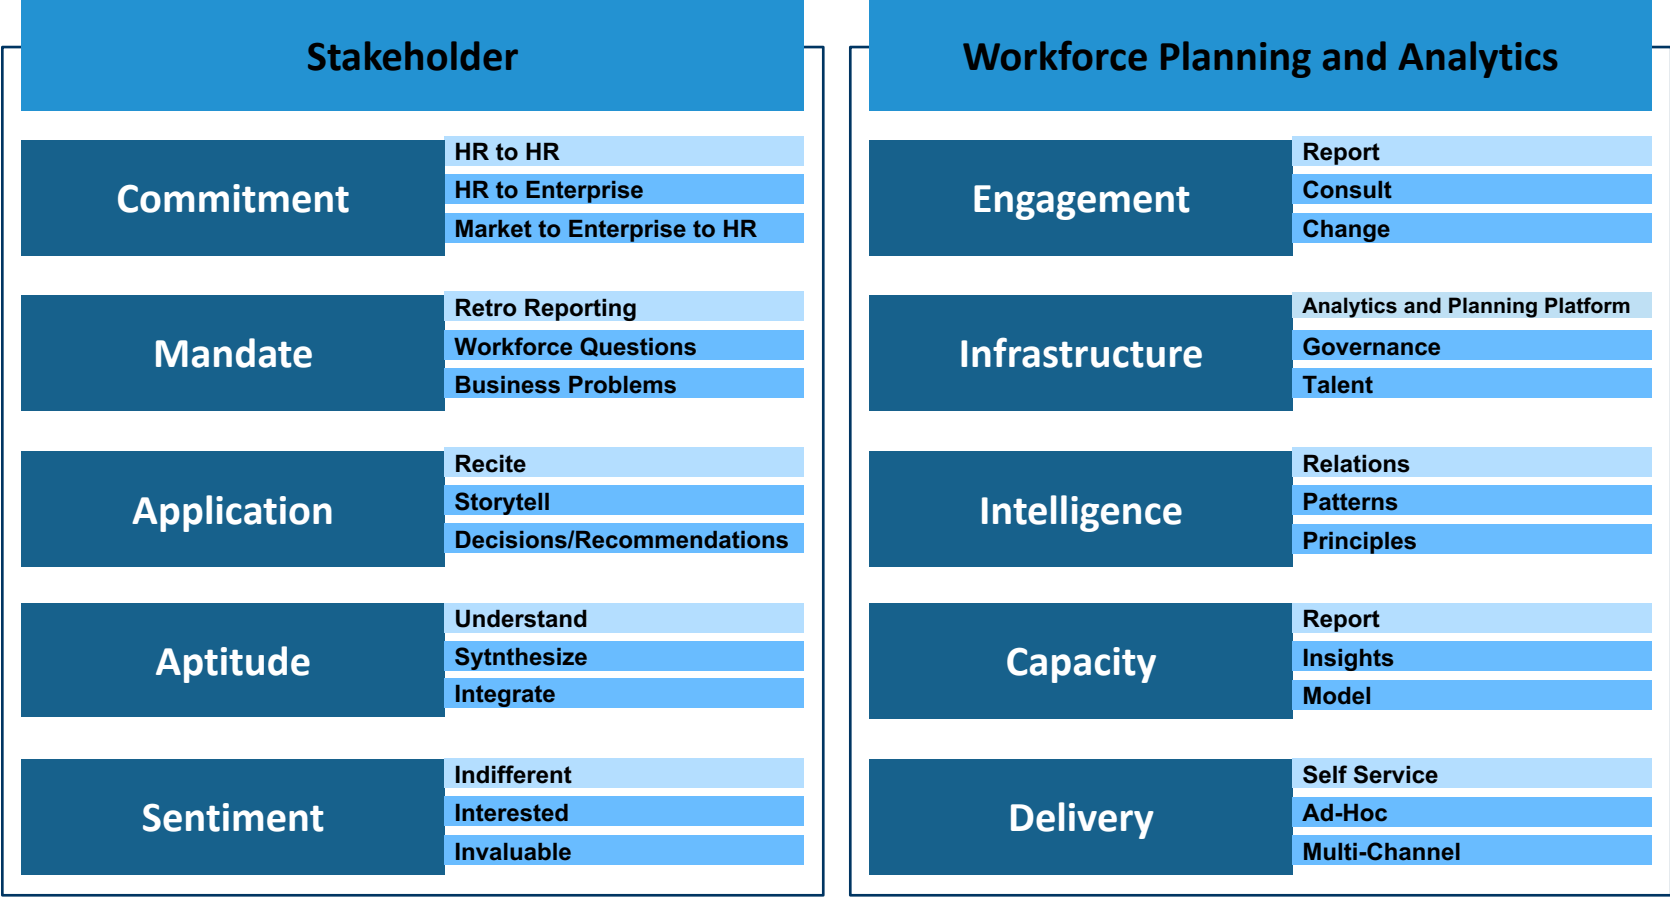 Stakeholder
Commitment
HR to HR
HR to Enterprise
Market to Enterprise to HR
Mandate
Retro Reporting
Workforce Questions
Business Problems
Application
Recite
Storytell
Decisions/Recommendations
Aptitude
Understand
Sytnthesize
Integrate
Sentiment
Indifferent
Interested
Invaluable
Workforce Planning and Analytics
Engagement
Report
Consult
Change
Infrastructure
Analytics and Planning Platform
Governance
Talent
Intelligence
Relations
Patterns
Principles
Capacity
Report
Insights
Model
Delivery
Self Service
Ad-Hoc
Multi-Channel